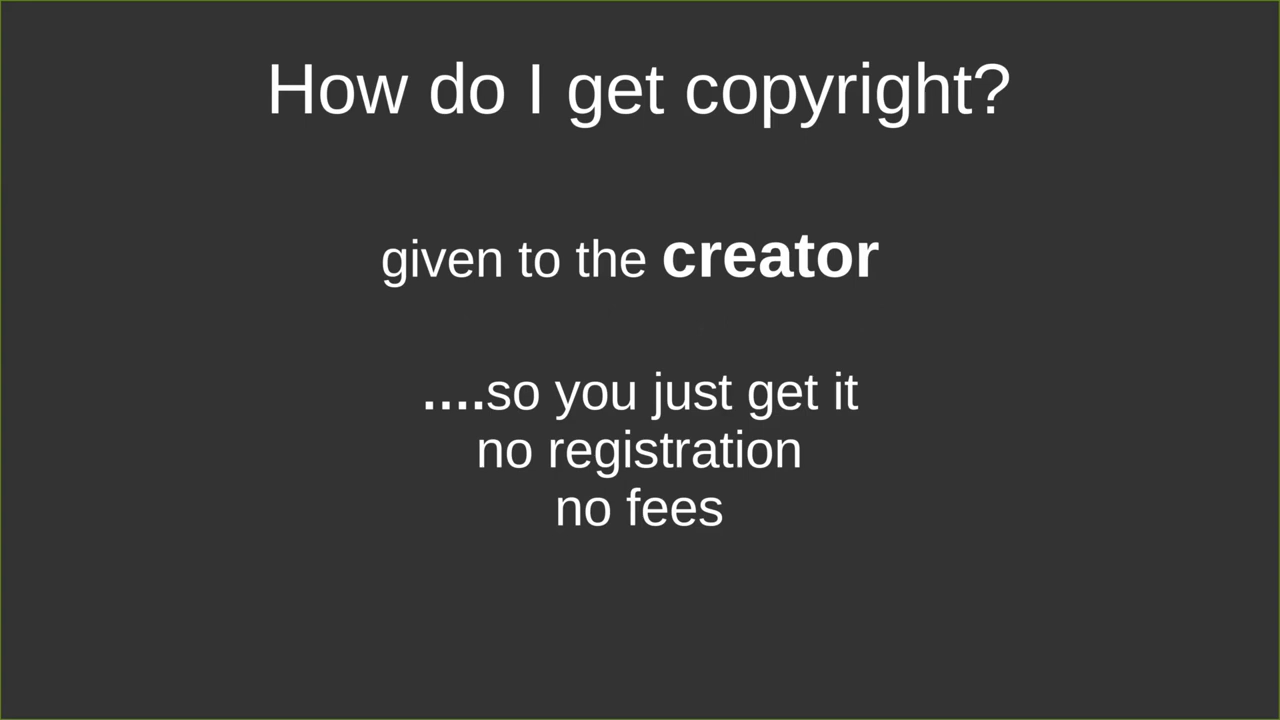 How do I get copyright?
given to the creator
....so you just get it
no registration
no fees